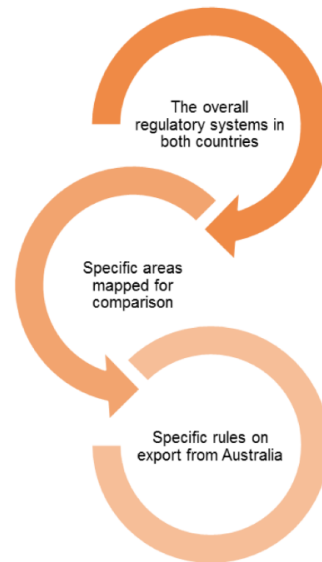 The overall
regulatory systems in
both countries
Specific areas
mapped for
comparison
Specific rules on
export from Australia